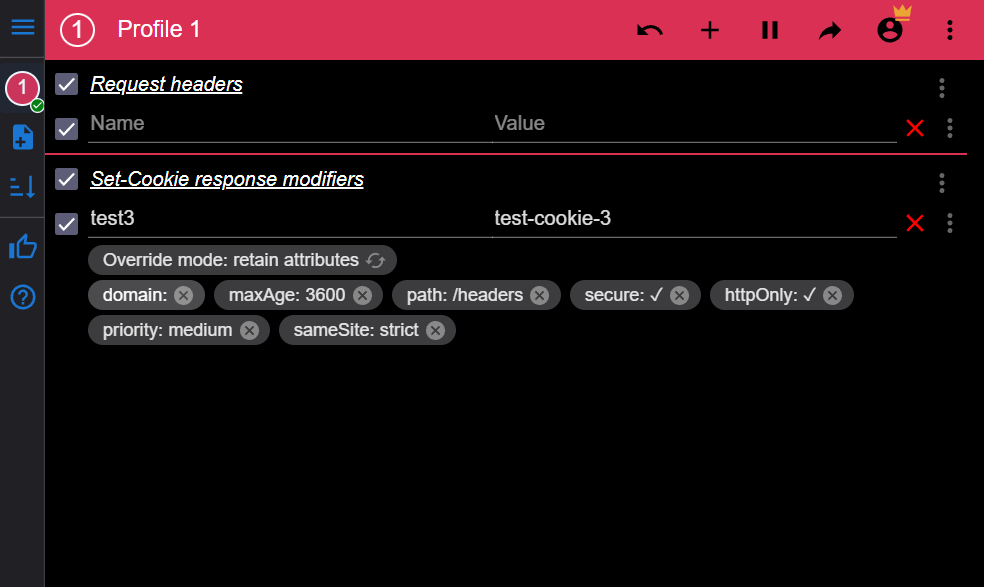 1 Profile 1
1
Request headers
Name Value
Set-Cookie response modifiers
test3 test-cookie-3
Override mode: retain attributes
domain: maxAge: 3600 path: /headers secure: ✓ httpOnly: ✓
priority: medium sameSite: strict